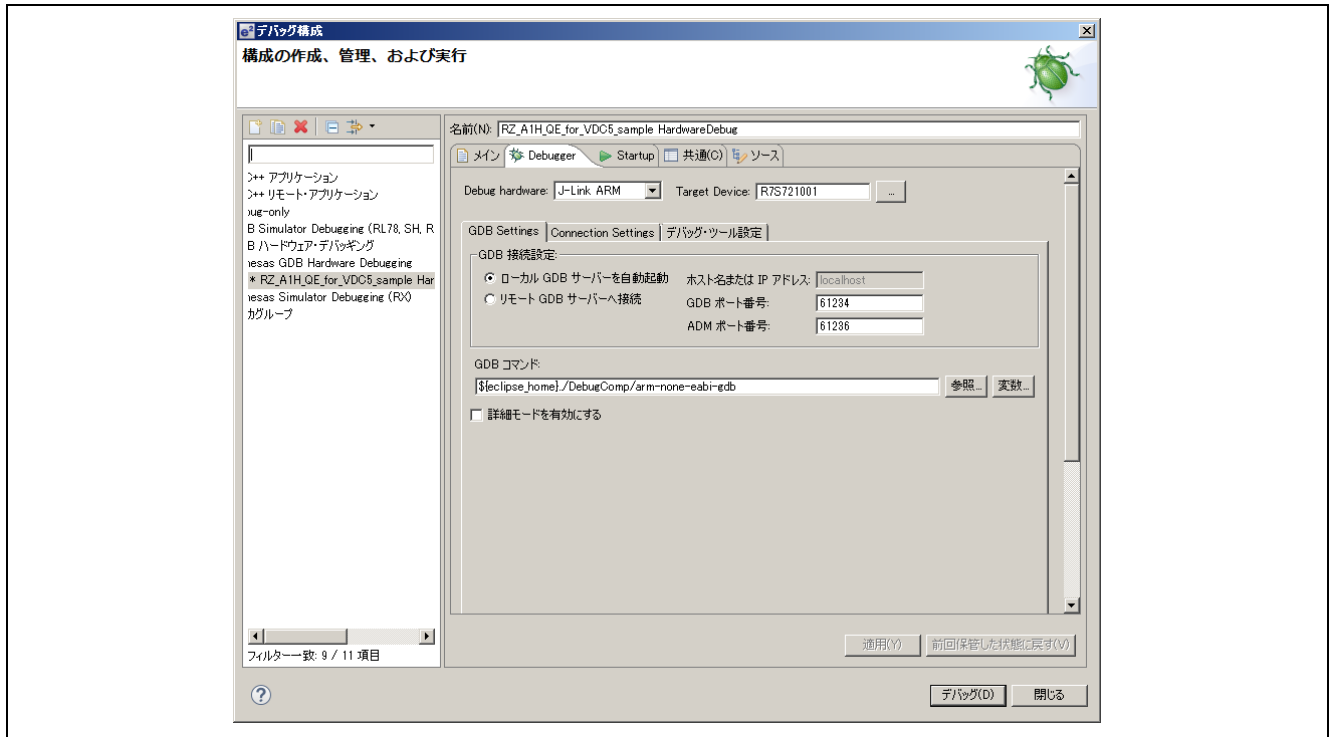 e² デバッグ構成
構成の作成、管理、および実行
名前(N): RZ_A1H_QE_for_VDC5_sample HardwareDebug
メイン Debugger Startup 共通(C) ソース
C++ アプリケーション
C++ リモート・アプリケーション
bug-only
B Simulator Debugging (RL78, SH, R
B ハードウェア・デバッギング
nesas GDB Hardware Debugging
* RZ_A1H_QE_for_VDC5_sample Har
nesas Simulator Debugging (RX)
カグループ
フィルター一致: 9 / 11 項目
Debug hardware: J-Link ARM Target Device: R7S721001 ...
GDB Settings Connection Settings デバッグ・ツール設定
GDB 接続設定:
ローカル GDB サーバーを自動起動 ホスト名または IP アドレス: localhost
リモート GDB サーバーへ接続 GDB ポート番号: 61234
ADM ポート番号: 61236
GDB コマンド:
${eclipse_home}./DebugComp/arm-none-eabi-gdb 参照... 変数...
詳細モードを有効にする
適用(Y) 前回保管した状態に戻す(V)
? デバッグ(D) 閉じる